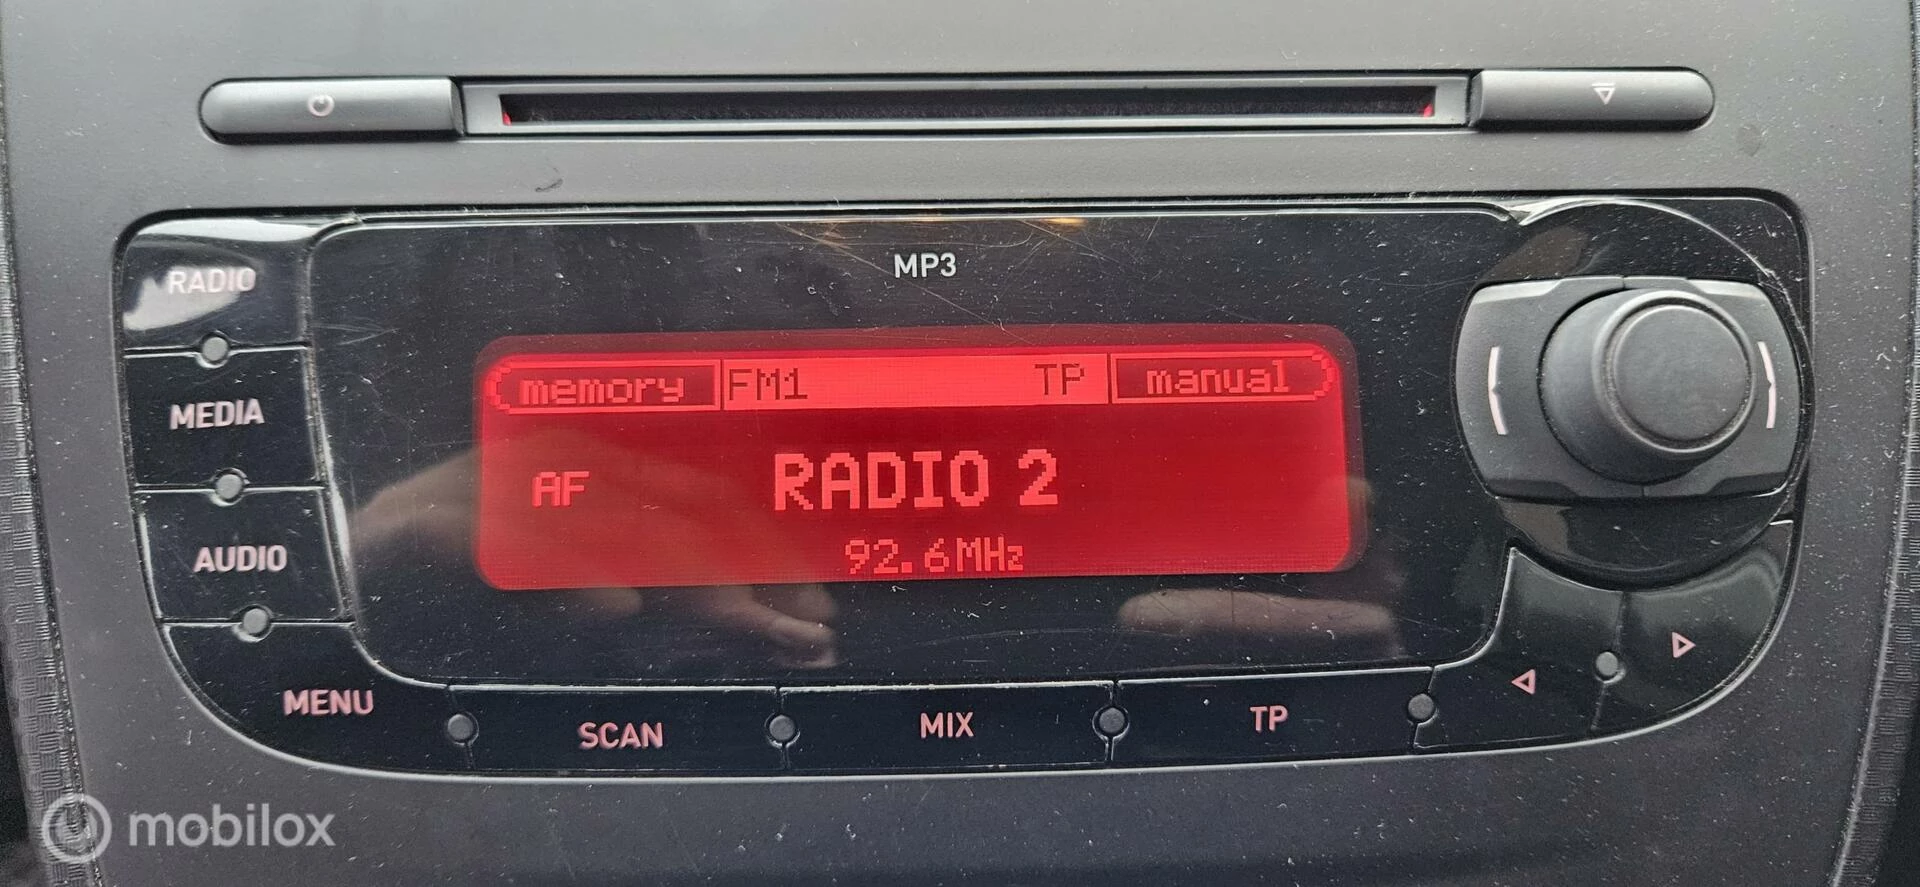 MP3
RADIO
memory FM1 TP manual
MEDIA
AF RADIO 2
92.6MHz
AUDIO
MENU
SCAN
MIX
TP
mobilox